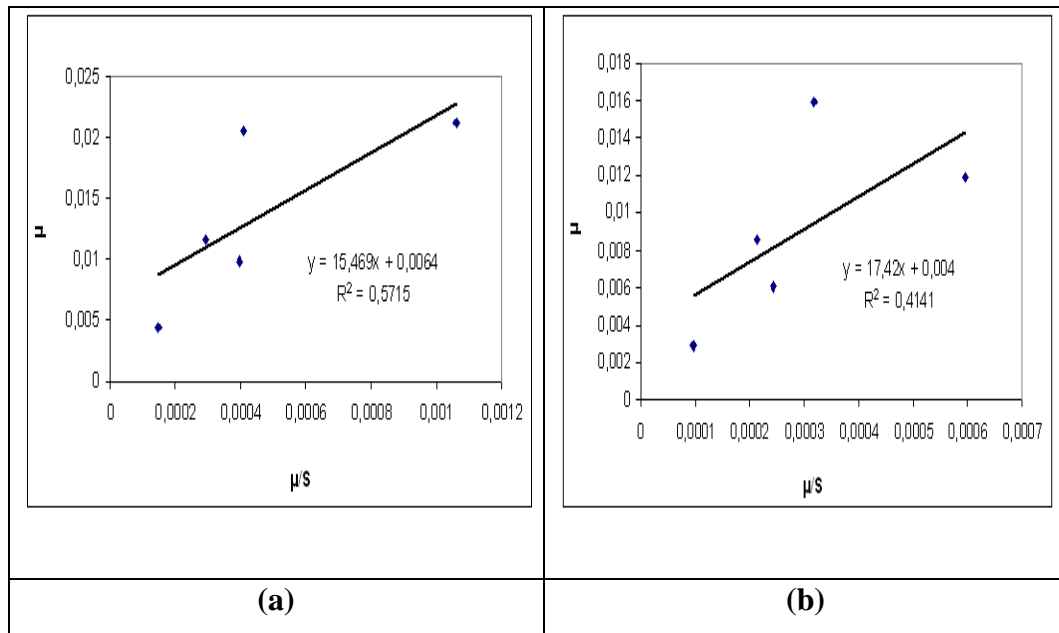 0,025
0,02
0,015
0,01
0,005
0
µ
y = 15,469x + 0,0064
R² = 0,5715
0 0,0002 0,0004 0,0006 0,0008 0,001 0,0012
µ/S
(a)
0,018
0,016
0,014
0,012
0,01
0,008
0,006
0,004
0,002
0
µ
y = 17,42x + 0,004
R² = 0,4141
0 0,0001 0,0002 0,0003 0,0004 0,0005 0,0006 0,0007
µ/S
(b)